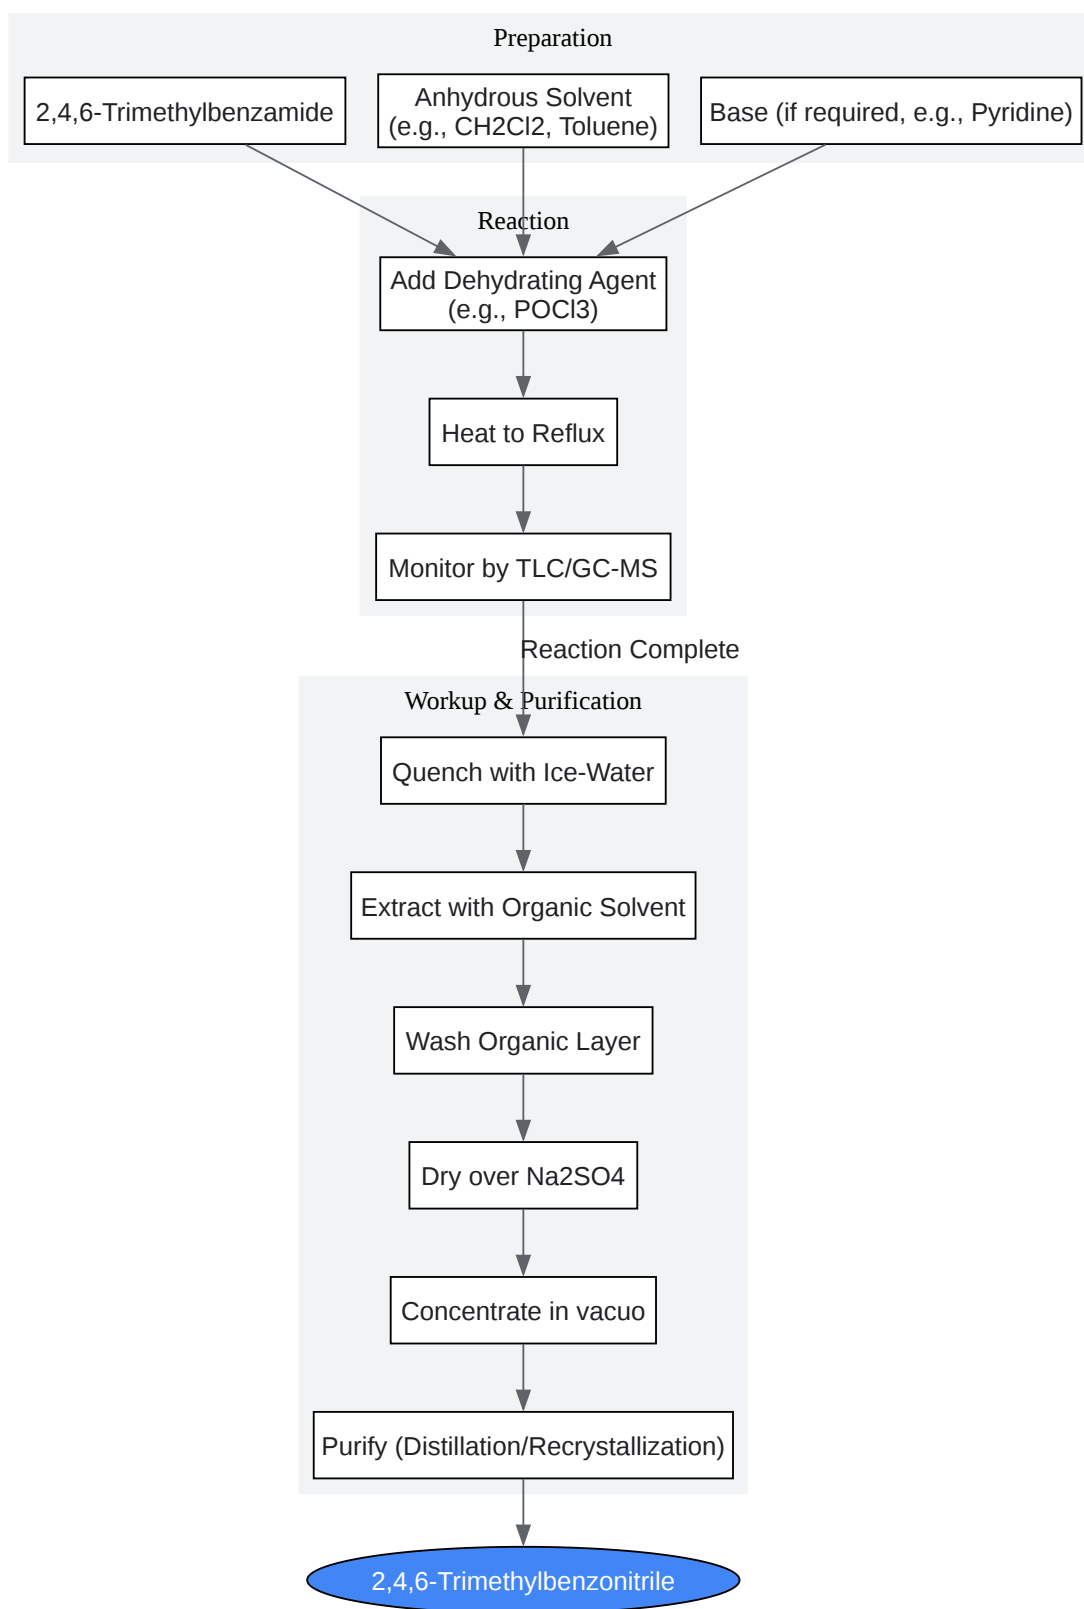 Preparation
2,4,6-Trimethylbenzamide
Anhydrous Solvent
(e.g., CH2Cl2, Toluene)
Base (if required, e.g., Pyridine)
Reaction
Add Dehydrating Agent
(e.g., POCl3)
Heat to Reflux
Monitor by TLC/GC-MS
Reaction Complete
Workup & Purification
Quench with Ice-Water
Extract with Organic Solvent
Wash Organic Layer
Dry over Na2SO4
Concentrate in vacuo
Purify (Distillation/Recrystallization)
2,4,6-Trimethylbenzonitrile